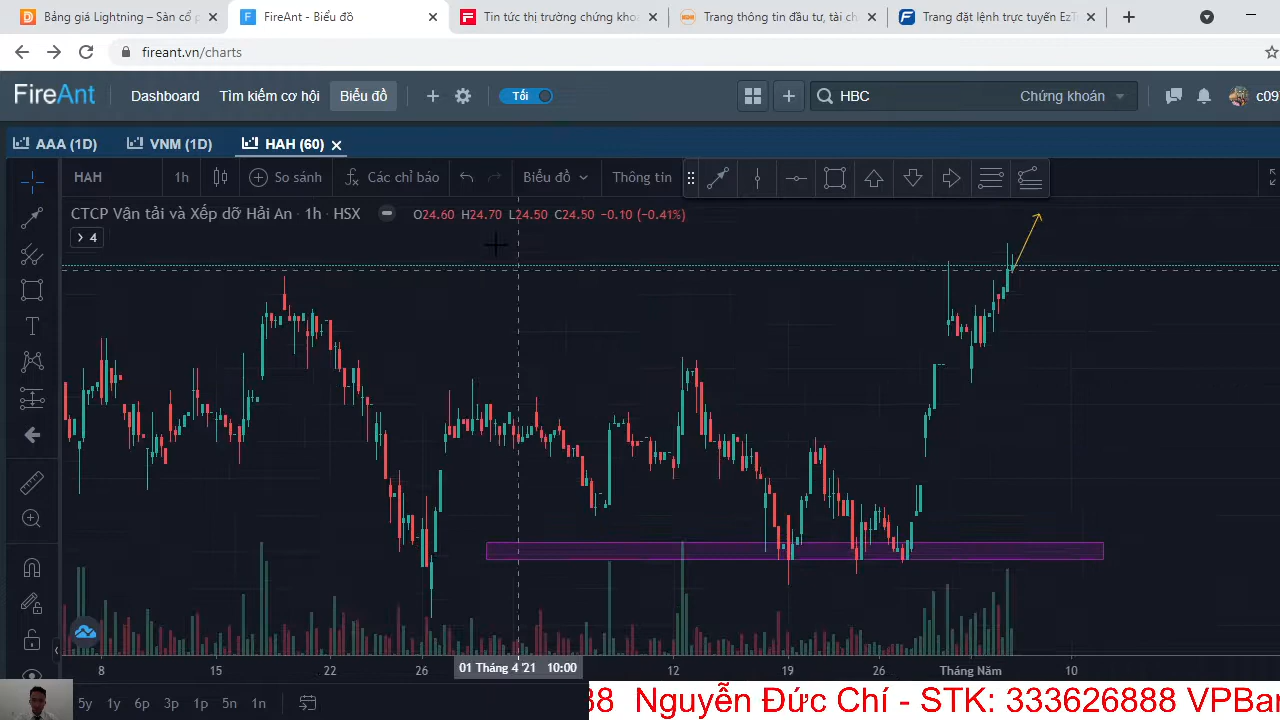 Bảng giá Lightning – Sàn cổ p
FireAnt - Biểu đồ
Tin tức thị trường chứng kho
Trang thông tin đầu tư, tài ch
Trang đặt lệnh trực tuyến EzT
fireant.vn/charts
FireAnt
Dashboard
Tìm kiếm cơ hội
Biểu đồ
Tối
HBC
Chứng khoán
c09
AAA (1D)
VNM (1D)
HAH (60)
HAH
1h
So sánh
Các chỉ báo
Biểu đồ
Thông tin
CTCP Vận tải và Xếp dỡ Hải An · 1h · HSX
O24.60 H24.70 L24.50 C24.50 −0.10 (−0.41%)
4
8
15
22
26
01 Tháng 4 '21 10:00
12
19
26
Tháng Năm
10
5y
1y
6p
3p
1p
5n
1n
38 Nguyễn Đức Chí - STK: 333626888 VPBa